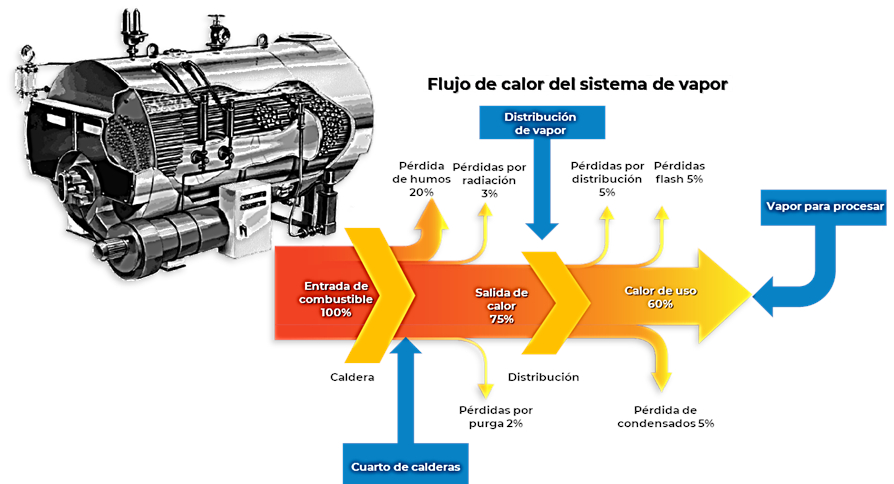 Flujo de calor del sistema de vapor
Distribución
de vapor
Pérdida
de humos
20%
Pérdidas por
radiación
3%
Pérdidas por
distribución
5%
Pérdidas
flash 5%
Vapor para procesar
Entrada de
combustible
100%
Salida de
calor
75%
Calor de uso
60%
Caldera
Distribución
Pérdidas por
purga 2%
Pérdida de
condensados 5%
Cuarto de calderas